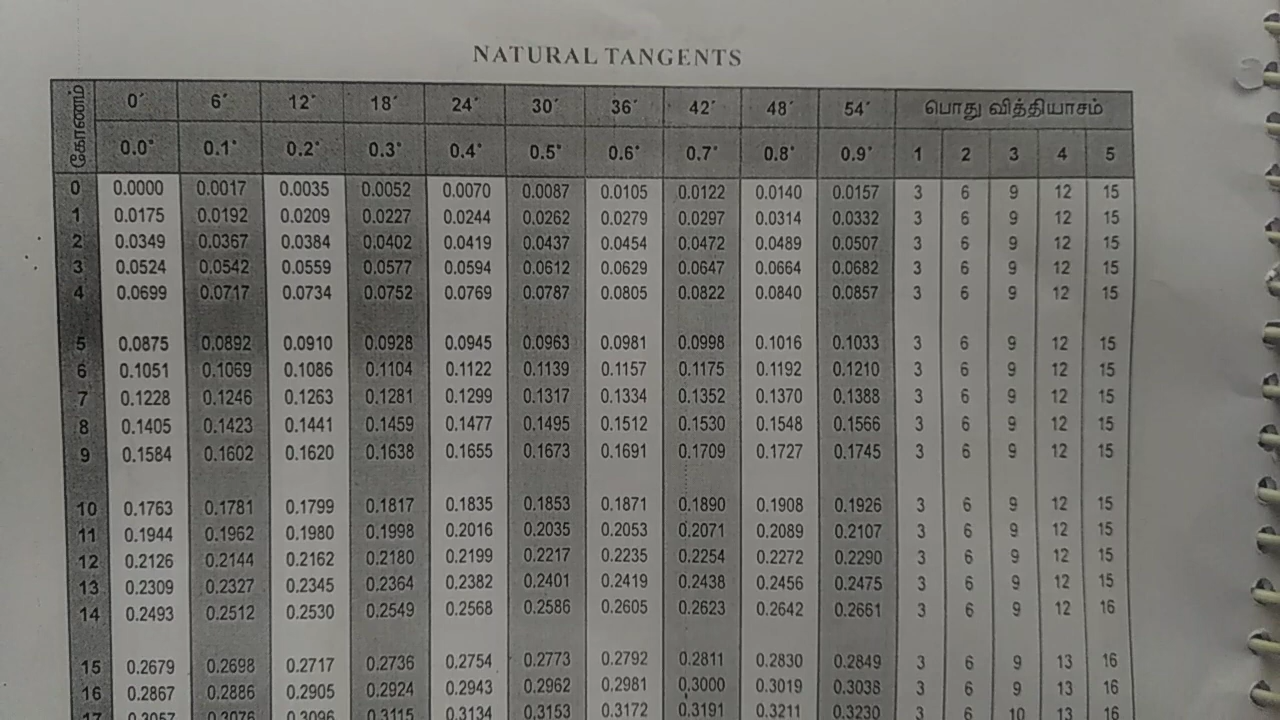 NATURAL TANGENTS
கோணம் 0´ 6´ 12´ 18´ 24´ 30´ 36´ 42´ 48´ 54´ பொது வித்தியாசம்
0.0° 0.1° 0.2° 0.3° 0.4° 0.5° 0.6° 0.7° 0.8° 0.9° 1 2 3 4 5
0 0.0000 0.0017 0.0035 0.0052 0.0070 0.0087 0.0105 0.0122 0.0140 0.0157 3 6 9 12 15
1 0.0175 0.0192 0.0209 0.0227 0.0244 0.0262 0.0279 0.0297 0.0314 0.0332 3 6 9 12 15
2 0.0349 0.0367 0.0384 0.0402 0.0419 0.0437 0.0454 0.0472 0.0489 0.0507 3 6 9 12 15
3 0.0524 0.0542 0.0559 0.0577 0.0594 0.0612 0.0629 0.0647 0.0664 0.0682 3 6 9 12 15
4 0.0699 0.0717 0.0734 0.0752 0.0769 0.0787 0.0805 0.0822 0.0840 0.0857 3 6 9 12 15
5 0.0875 0.0892 0.0910 0.0928 0.0945 0.0963 0.0981 0.0998 0.1016 0.1033 3 6 9 12 15
6 0.1051 0.1069 0.1086 0.1104 0.1122 0.1139 0.1157 0.1175 0.1192 0.1210 3 6 9 12 15
7 0.1228 0.1246 0.1263 0.1281 0.1299 0.1317 0.1334 0.1352 0.1370 0.1388 3 6 9 12 15
8 0.1405 0.1423 0.1441 0.1459 0.1477 0.1495 0.1512 0.1530 0.1548 0.1566 3 6 9 12 15
9 0.1584 0.1602 0.1620 0.1638 0.1655 0.1673 0.1691 0.1709 0.1727 0.1745 3 6 9 12 15
10 0.1763 0.1781 0.1799 0.1817 0.1835 0.1853 0.1871 0.1890 0.1908 0.1926 3 6 9 12 15
11 0.1944 0.1962 0.1980 0.1998 0.2016 0.2035 0.2053 0.2071 0.2089 0.2107 3 6 9 12 15
12 0.2126 0.2144 0.2162 0.2180 0.2199 0.2217 0.2235 0.2254 0.2272 0.2290 3 6 9 12 15
13 0.2309 0.2327 0.2345 0.2364 0.2382 0.2401 0.2419 0.2438 0.2456 0.2475 3 6 9 12 15
14 0.2493 0.2512 0.2530 0.2549 0.2568 0.2586 0.2605 0.2623 0.2642 0.2661 3 6 9 12 16
15 0.2679 0.2698 0.2717 0.2736 0.2754 0.2773 0.2792 0.2811 0.2830 0.2849 3 6 9 13 16
16 0.2867 0.2886 0.2905 0.2924 0.2943 0.2962 0.2981 0.3000 0.3019 0.3038 3 6 9 13 16
17 0.3057 0.3076 0.3096 0.3115 0.3134 0.3153 0.3172 0.3191 0.3211 0.3230 3 6 10 13 16